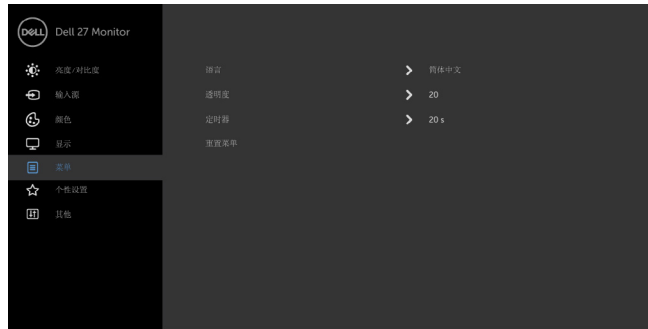 DELL Dell 27 Monitor
亮度/对比度
输入源
颜色
显示
菜单
个性设置
其他
语言 简体中文
透明度 20
定时器 20 s
重置菜单